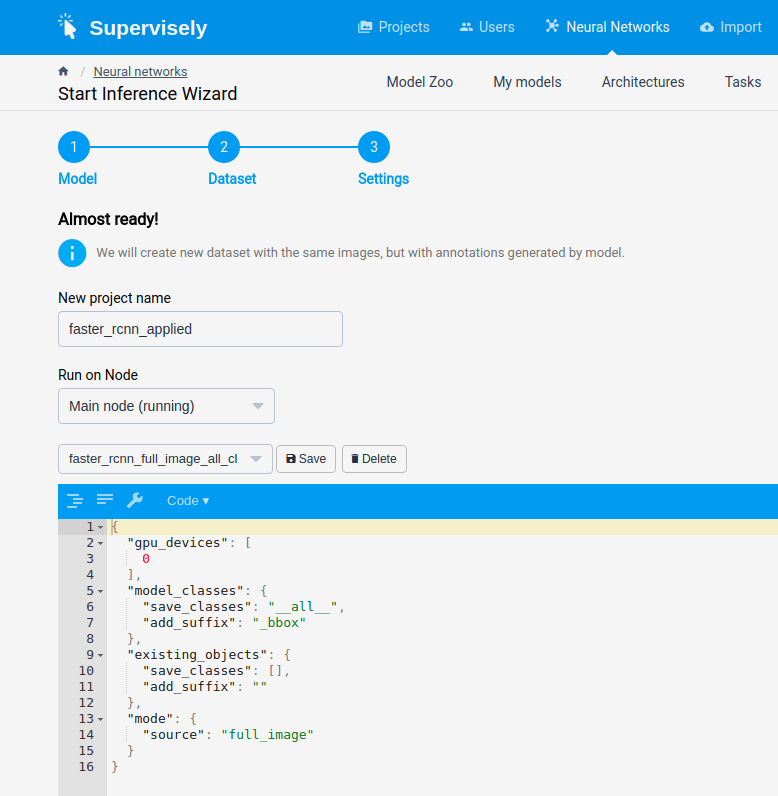 Supervisely Projects Users Neural Networks Import
/ Neural networks
Start Inference Wizard Model Zoo My models Architectures Tasks
1 2 3
Model Dataset Settings
Almost ready!
i We will create new dataset with the same images, but with annotations generated by model.
New project name
faster_rcnn_applied
Run on Node
Main node (running)
faster_rcnn_full_image_all_cl Save Delete
Code ▾
1 {
2 "gpu_devices": [
3 0
4 ],
5 "model_classes": {
6 "save_classes": "__all__",
7 "add_suffix": "_bbox"
8 },
9 "existing_objects": {
10 "save_classes": [],
11 "add_suffix": ""
12 },
13 "mode": {
14 "source": "full_image"
15 }
16 }